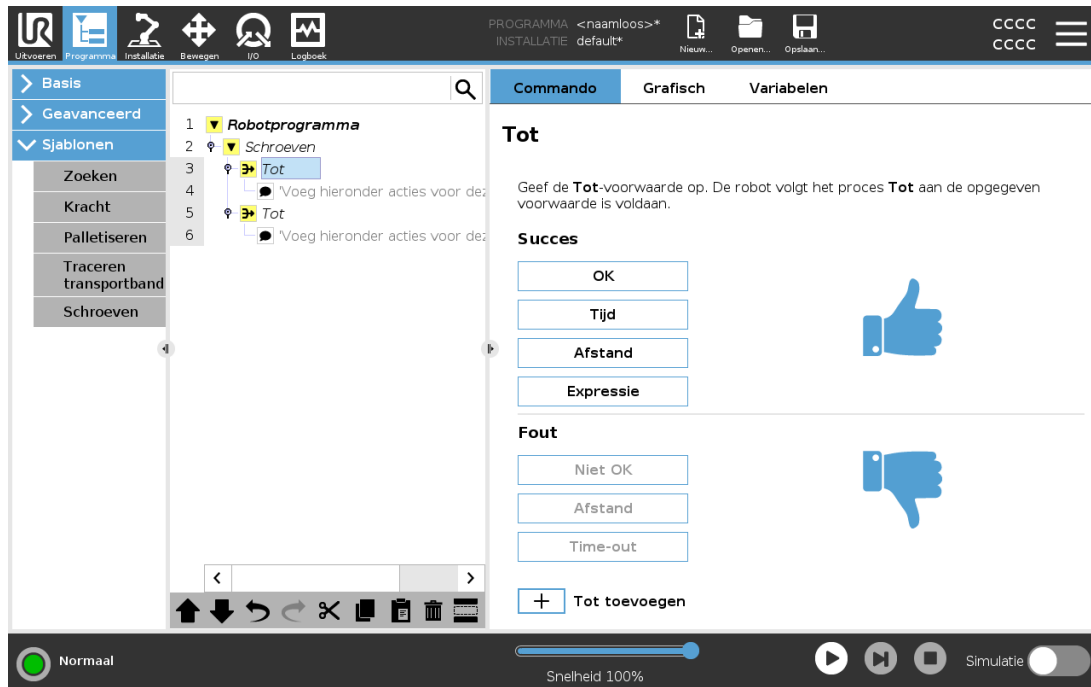 PROGRAMMA <naamloos>*
INSTALLATIE default*
CCCC
CCCC
Uitvoeren Programma Installatie Bewegen I/O Logboek
Nieuw... Openen... Opslaan...
Basis
Geavanceerd
Sjablonen
Zoeken
Kracht
Palletiseren
Traceren
transportband
Schroeven
1 Robotprogramma
2 Schroeven
3 Tot
4 'Voeg hieronder acties voor dez
5 Tot
6 'Voeg hieronder acties voor dez
Commando Grafisch Variabelen
Tot
Geef de Tot-voorwaarde op. De robot volgt het proces Tot aan de opgegeven
voorwaarde is voldaan.
Succes
OK
Tijd
Afstand
Expressie
Fout
Niet OK
Afstand
Time-out
+ Tot toevoegen
Normaal
Snelheid 100%
Simulatie